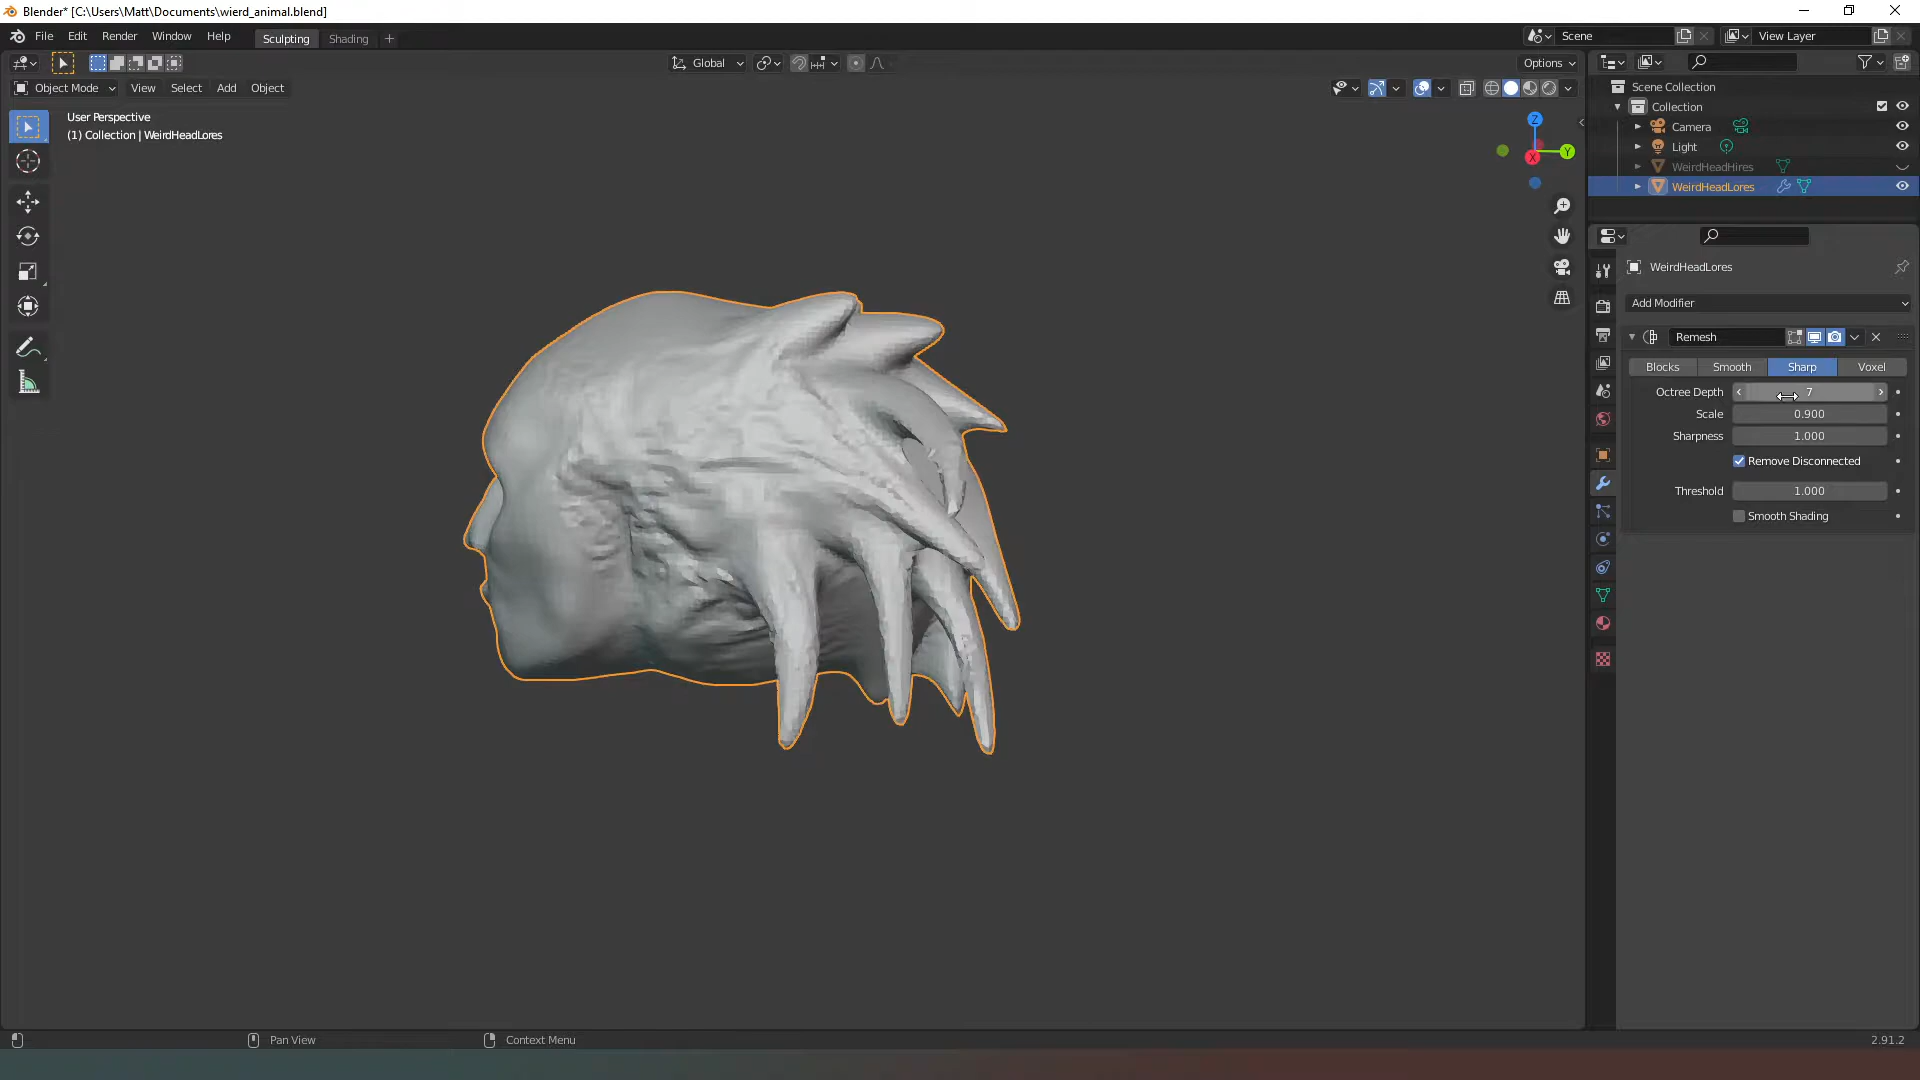 Blender* [C:\Users\Matt\Documents\wierd_animal.blend]
File Edit Render Window Help Sculpting Shading
Scene View Layer
Global Options
Object Mode View Select Add Object
User Perspective
(1) Collection | WeirdHeadLores
Z
Y
X
Scene Collection
Collection
Camera
Light
WeirdHeadHires
WeirdHeadLores
WeirdHeadLores
Add Modifier
Remesh
Blocks Smooth Sharp Voxel
Octree Depth 7
Scale 0.900
Sharpness 1.000
Remove Disconnected
Threshold 1.000
Smooth Shading
Pan View Context Menu 2.91.2